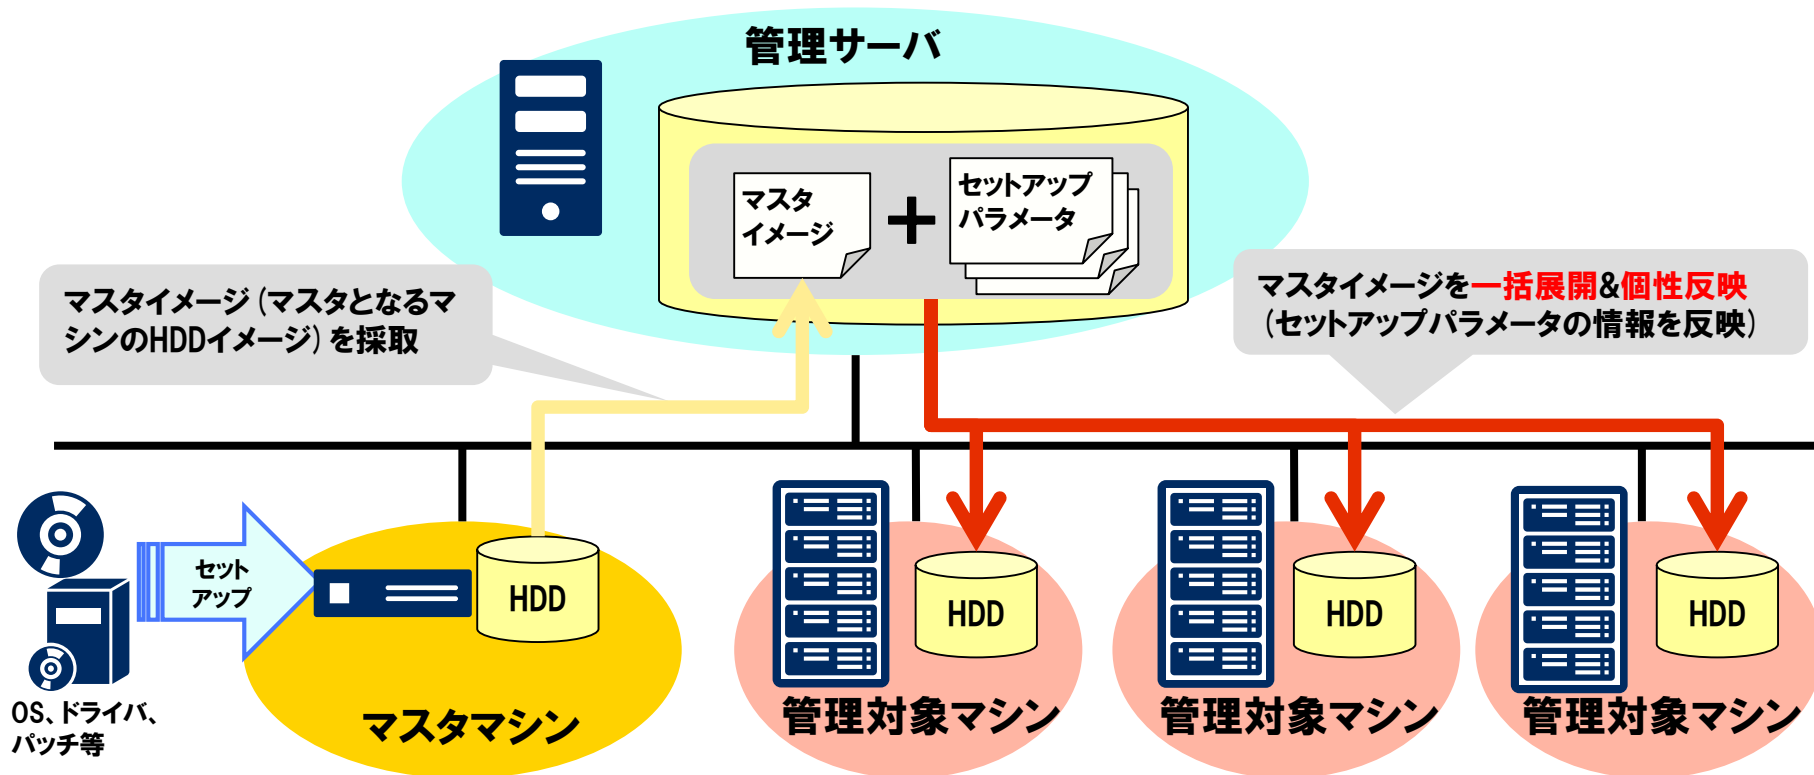 管理サーバ
マスタ
イメージ
セットアップ
パラメータ
マスタイメージ(マスタとなるマ
シンのHDDイメージ)を採取
マスタイメージを一括展開&個性反映
(セットアップパラメータの情報を反映)
セット
アップ
HDD
HDD
HDD
HDD
OS、ドライバ、
パッチ等
マスタマシン
管理対象マシン
管理対象マシン
管理対象マシン